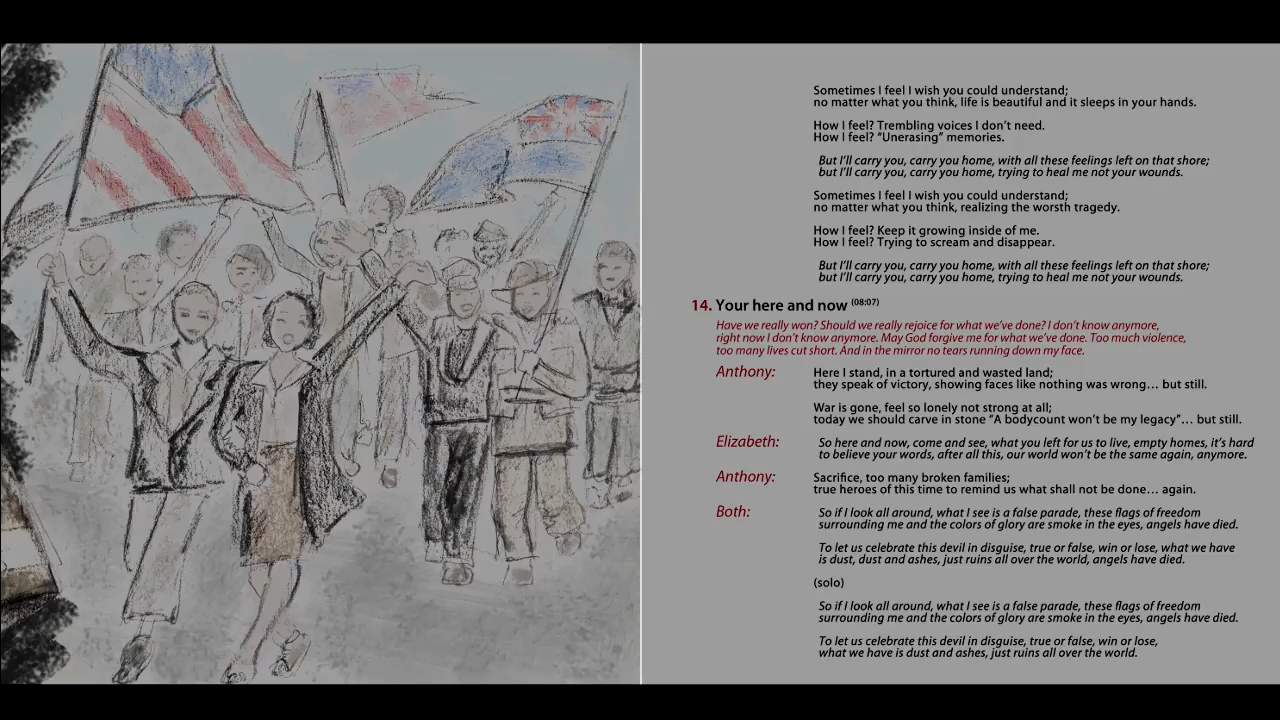 Sometimes I feel I wish you could understand;
no matter what you think, life is beautiful and it sleeps in your hands.
How I feel? Trembling voices I don't need.
How I feel? "Unerasing" memories.
But I'll carry you, carry you home, with all these feelings left on that shore;
but I'll carry you, carry you home, trying to heal me not your wounds.
Sometimes I feel I wish you could understand;
no matter what you think, realizing the worsth tragedy.
How I feel? Keep it growing inside of me.
How I feel? Trying to scream and disappear.
But I'll carry you, carry you home, with all these feelings left on that shore;
but I'll carry you, carry you home, trying to heal me not your wounds.
14. Your here and now (08:07)
Have we really won? Should we really rejoice for what we've done? I don't know anymore,
right now I don't know anymore. May God forgive me for what we've done. Too much violence,
too many lives cut short. And in the mirror no tears running down my face.
Anthony: Here I stand, in a tortured and wasted land;
they speak of victory, showing faces like nothing was wrong... but still.
War is gone, feel so lonely not strong at all;
today we should carve in stone "A bodycount won't be my legacy"... but still.
Elizabeth: So here and now, come and see, what you left for us to live, empty homes, it's hard
to believe your words, after all this, our world won't be the same again, anymore.
Anthony: Sacrifice, too many broken families;
true heroes of this time to remind us what shall not be done... again.
Both: So if I look all around, what I see is a false parade, these flags of freedom
surrounding me and the colors of glory are smoke in the eyes, angels have died.
To let us celebrate this devil in disguise, true or false, win or lose, what we have
is dust, dust and ashes, just ruins all over the world, angels have died.
(solo)
So if I look all around, what I see is a false parade, these flags of freedom
surrounding me and the colors of glory are smoke in the eyes, angels have died.
To let us celebrate this devil in disguise, true or false, win or lose,
what we have is dust and ashes, just ruins all over the world.